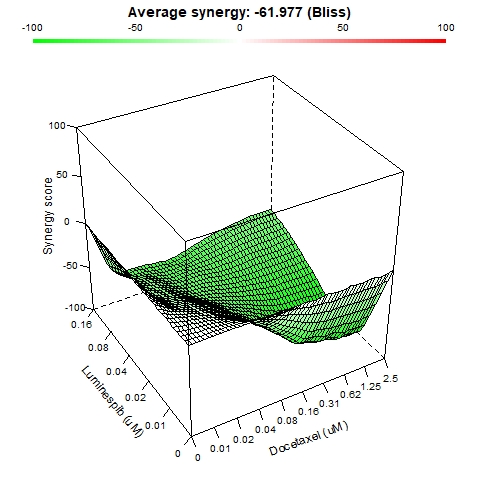 Average synergy: -61.977 (Bliss)
-100 -50 0 50 100
Synergy score
100
50
0
-50
-100
Luminespib (uM)
0.16
0.08
0.04
0.02
0.01
0
Docetaxel (uM)
0 0.01 0.02 0.04 0.08 0.16 0.31 0.62 1.25 2.5